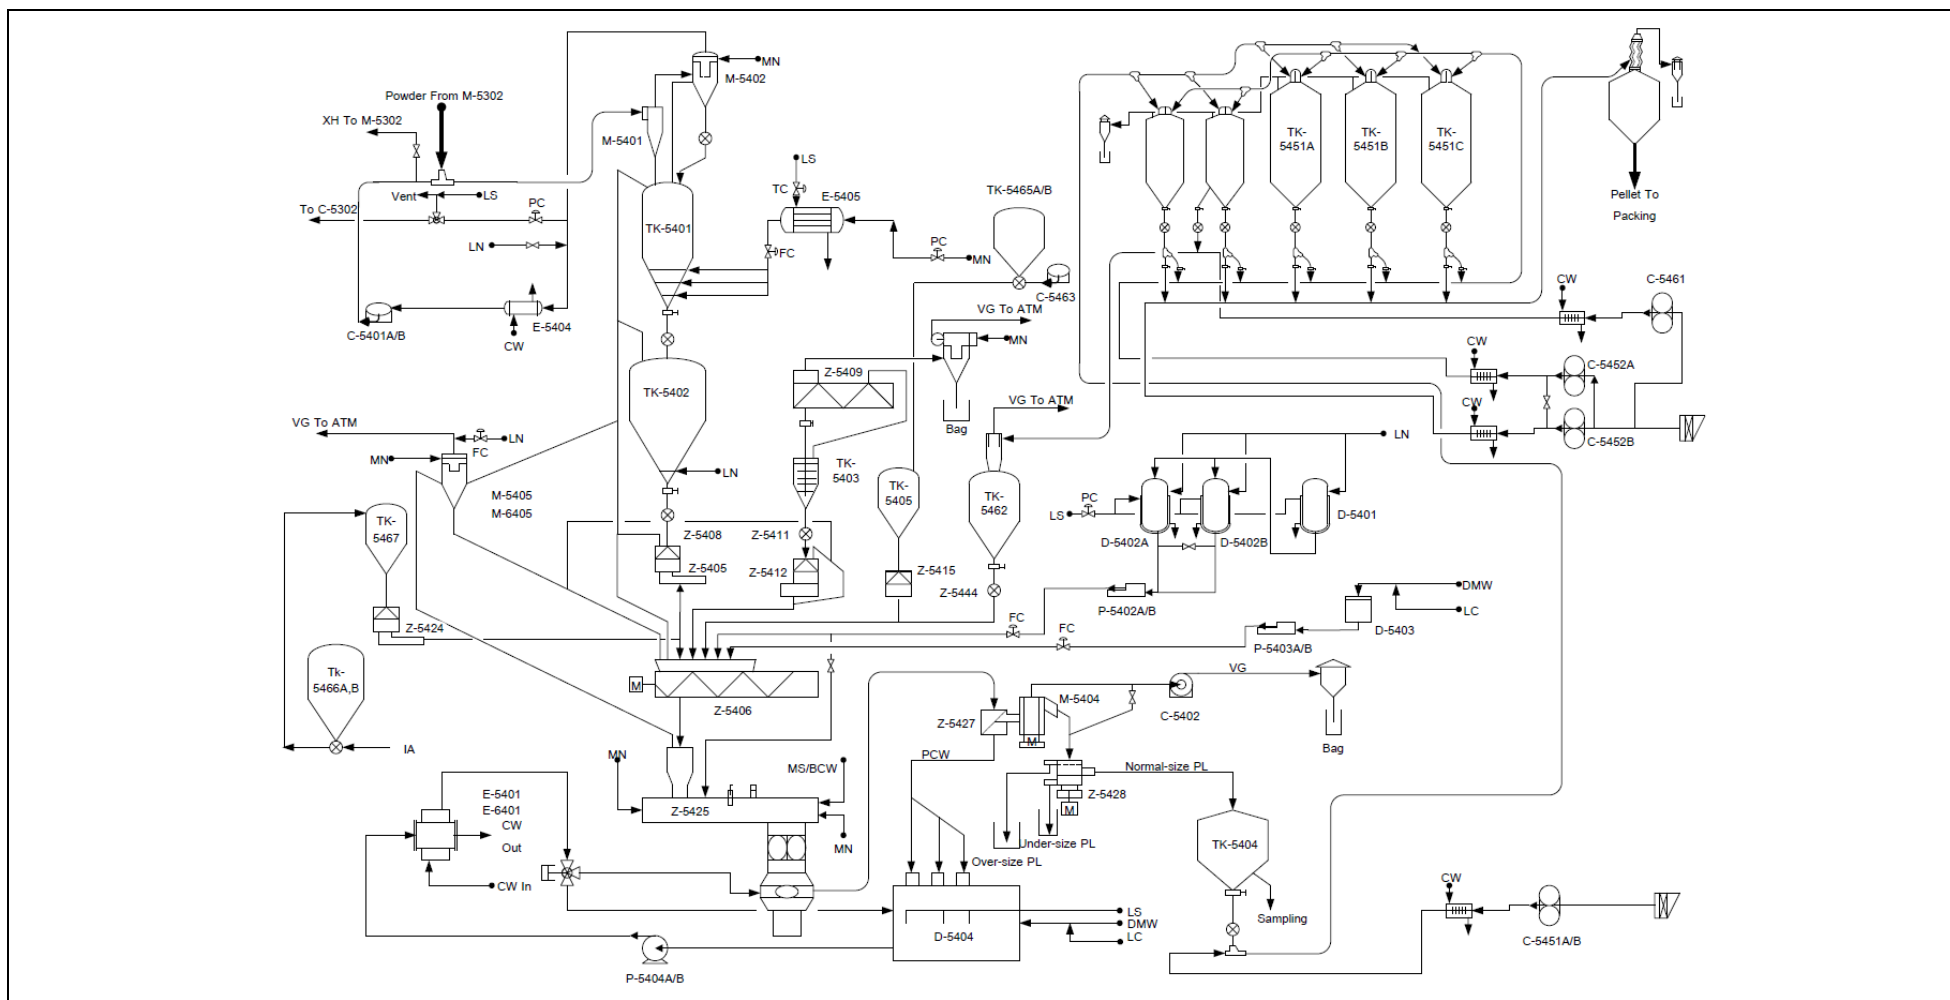 MN
M-5402
Powder From M-5302
XH To M-5302
M-5401
LS
TC
E-5405
TK-5465A/B
Vent
LS
To C-5302
PC
TK-5401
LN
FC
PC
MN
C-5463
C-5401A/B
E-5404
CW
VG To ATM
MN
TK-
5451A
TK-
5451B
TK-
5451C
Pellet To
Packing
C-5461
CW
C-5452A
CW
CW
C-5452B
Z-5409
TK-5402
Bag
VG To ATM
VG To ATM
FC
LN
MN
M-5405
M-6405
LN
TK-
5403
TK-
5405
TK-
5462
LN
PC
LS
D-5401
D-5402A
D-5402B
TK-
5467
Z-5408
Z-5405
Z-5411
Z-5412
Z-5415
Z-5444
Z-5424
P-5402A/B
DMW
LC
D-5403
FC
FC
P-5403A/B
Tk-
5466A,B
IA
M
Z-5406
VG
M-5404
C-5402
Z-5427
M
Bag
PCW
Normal-size PL
Z-5428
M
Under-size PL
Over-size PL
MN
MS/BCW
Z-5425
MN
E-5401
E-6401
CW
Out
CW In
TK-5404
Sampling
LS
DMW
LC
D-5404
P-5404A/B
CW
C-5451A/B